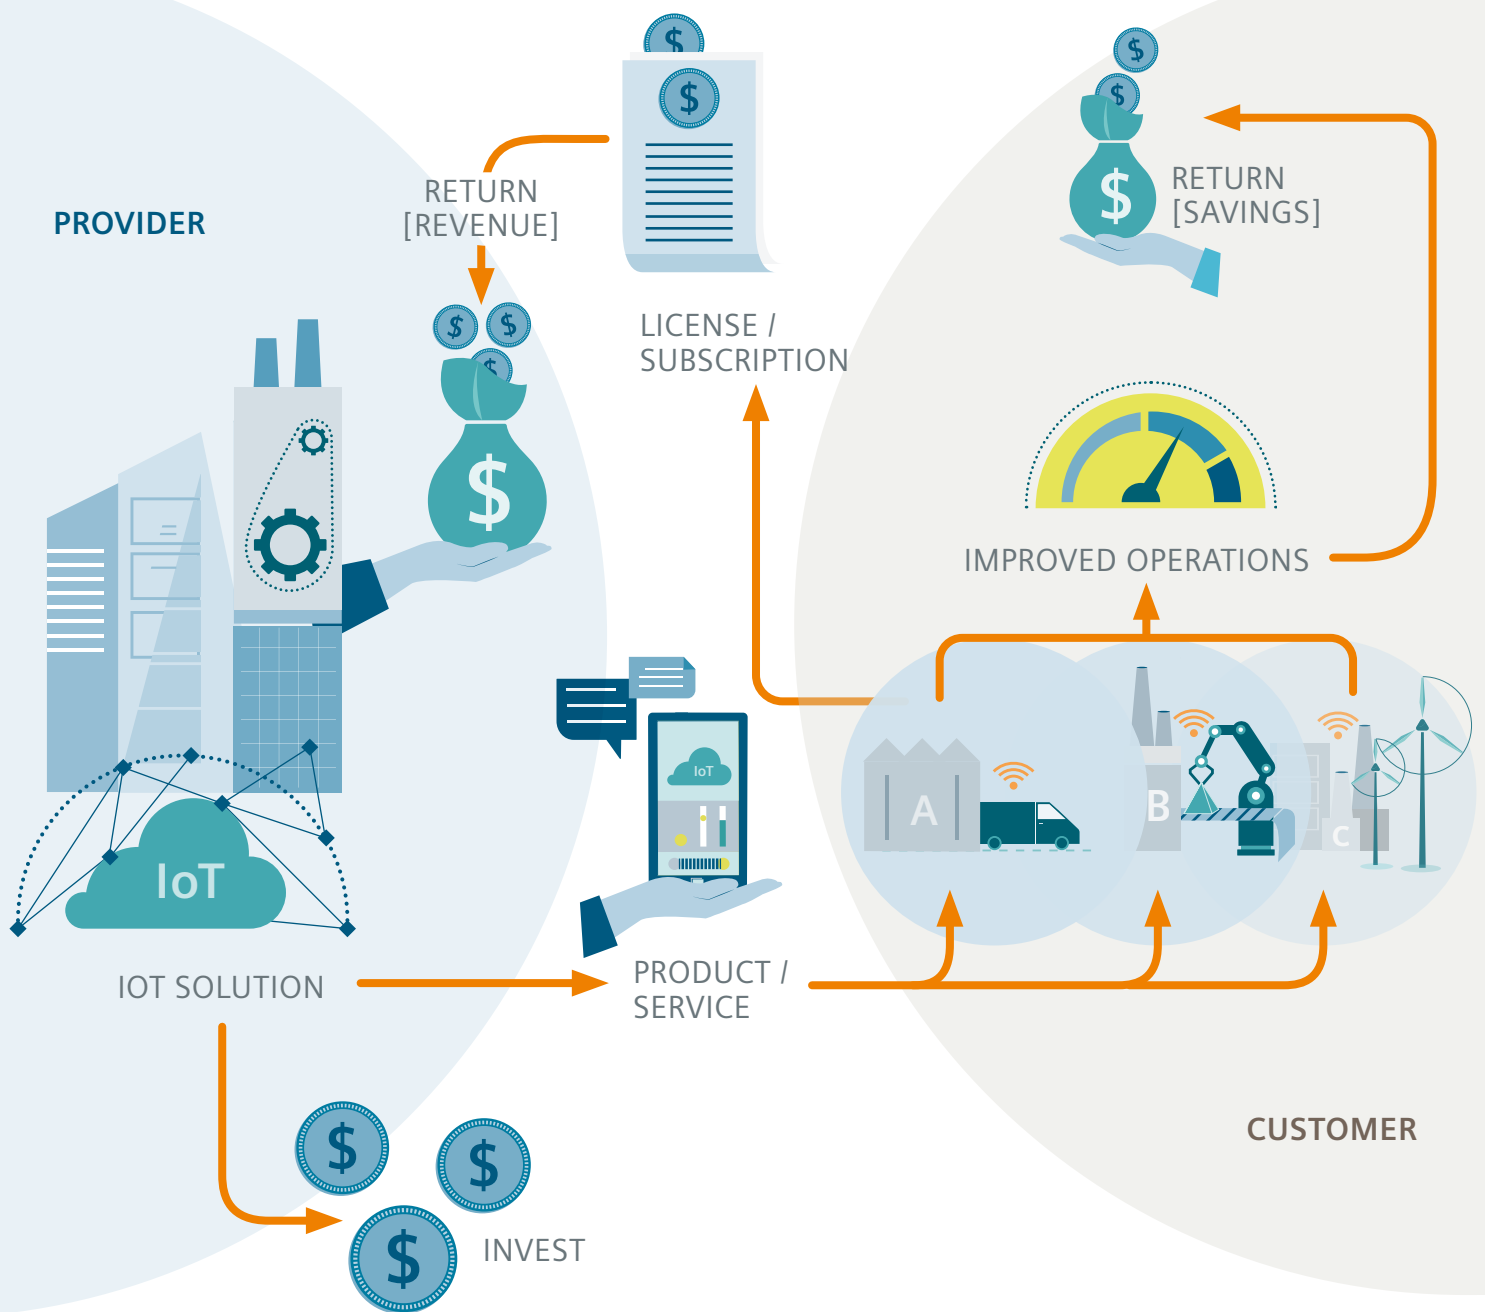 PROVIDER
RETURN
[REVENUE]
$
$
$
$
$
$
LICENSE /
SUBSCRIPTION
$
$
$
RETURN
[SAVINGS]
IMPROVED OPERATIONS
IoT
IoT
A
B
C
IOT SOLUTION
PRODUCT /
SERVICE
CUSTOMER
$
$
$
INVEST